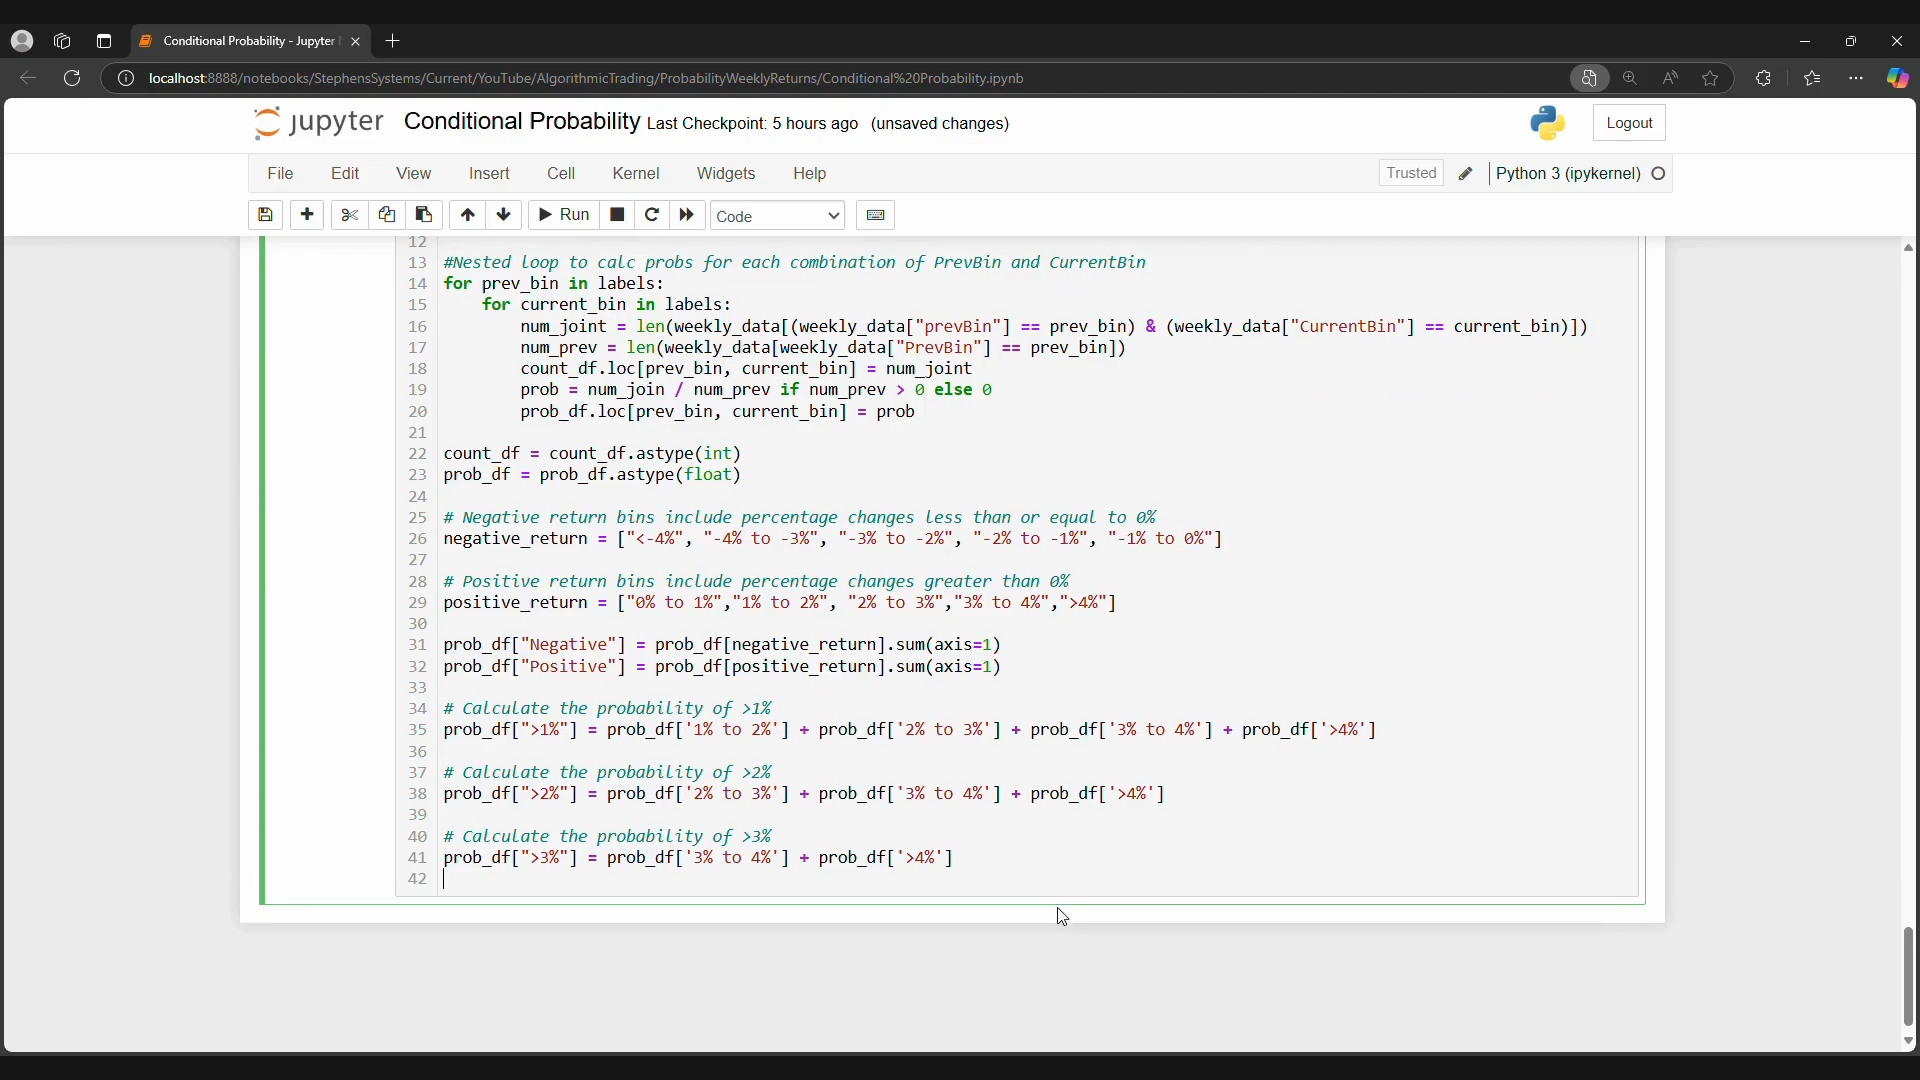 Conditional Probability - Jupyter
localhost:8888/notebooks/StephensSystems/Current/YouTube/AlgorithmicTrading/ProbabilityWeeklyReturns/Conditional%20Probability.ipynb
jupyter Conditional Probability Last Checkpoint: 5 hours ago (unsaved changes)
Logout
File Edit View Insert Cell Kernel Widgets Help
Trusted Python 3 (ipykernel)
Run Code
12
13 #Nested loop to calc probs for each combination of PrevBin and CurrentBin
14 for prev_bin in labels:
15 for current_bin in labels:
16 num_joint = len(weekly_data[(weekly_data["prevBin"] == prev_bin) & (weekly_data["CurrentBin"] == current_bin)])
17 num_prev = len(weekly_data[weekly_data["PrevBin"] == prev_bin])
18 count_df.loc[prev_bin, current_bin] = num_joint
19 prob = num_join / num_prev if num_prev > 0 else 0
20 prob_df.loc[prev_bin, current_bin] = prob
21
22 count_df = count_df.astype(int)
23 prob_df = prob_df.astype(float)
24
25 # Negative return bins include percentage changes less than or equal to 0%
26 negative_return = ["<-4%", "-4% to -3%", "-3% to -2%", "-2% to -1%", "-1% to 0%"]
27
28 # Positive return bins include percentage changes greater than 0%
29 positive_return = ["0% to 1%","1% to 2%", "2% to 3%","3% to 4%",">4%"]
30
31 prob_df["Negative"] = prob_df[negative_return].sum(axis=1)
32 prob_df["Positive"] = prob_df[positive_return].sum(axis=1)
33
34 # Calculate the probability of >1%
35 prob_df[">1%"] = prob_df['1% to 2%'] + prob_df['2% to 3%'] + prob_df['3% to 4%'] + prob_df['>4%']
36
37 # Calculate the probability of >2%
38 prob_df[">2%"] = prob_df['2% to 3%'] + prob_df['3% to 4%'] + prob_df['>4%']
39
40 # Calculate the probability of >3%
41 prob_df[">3%"] = prob_df['3% to 4%'] + prob_df['>4%']
42